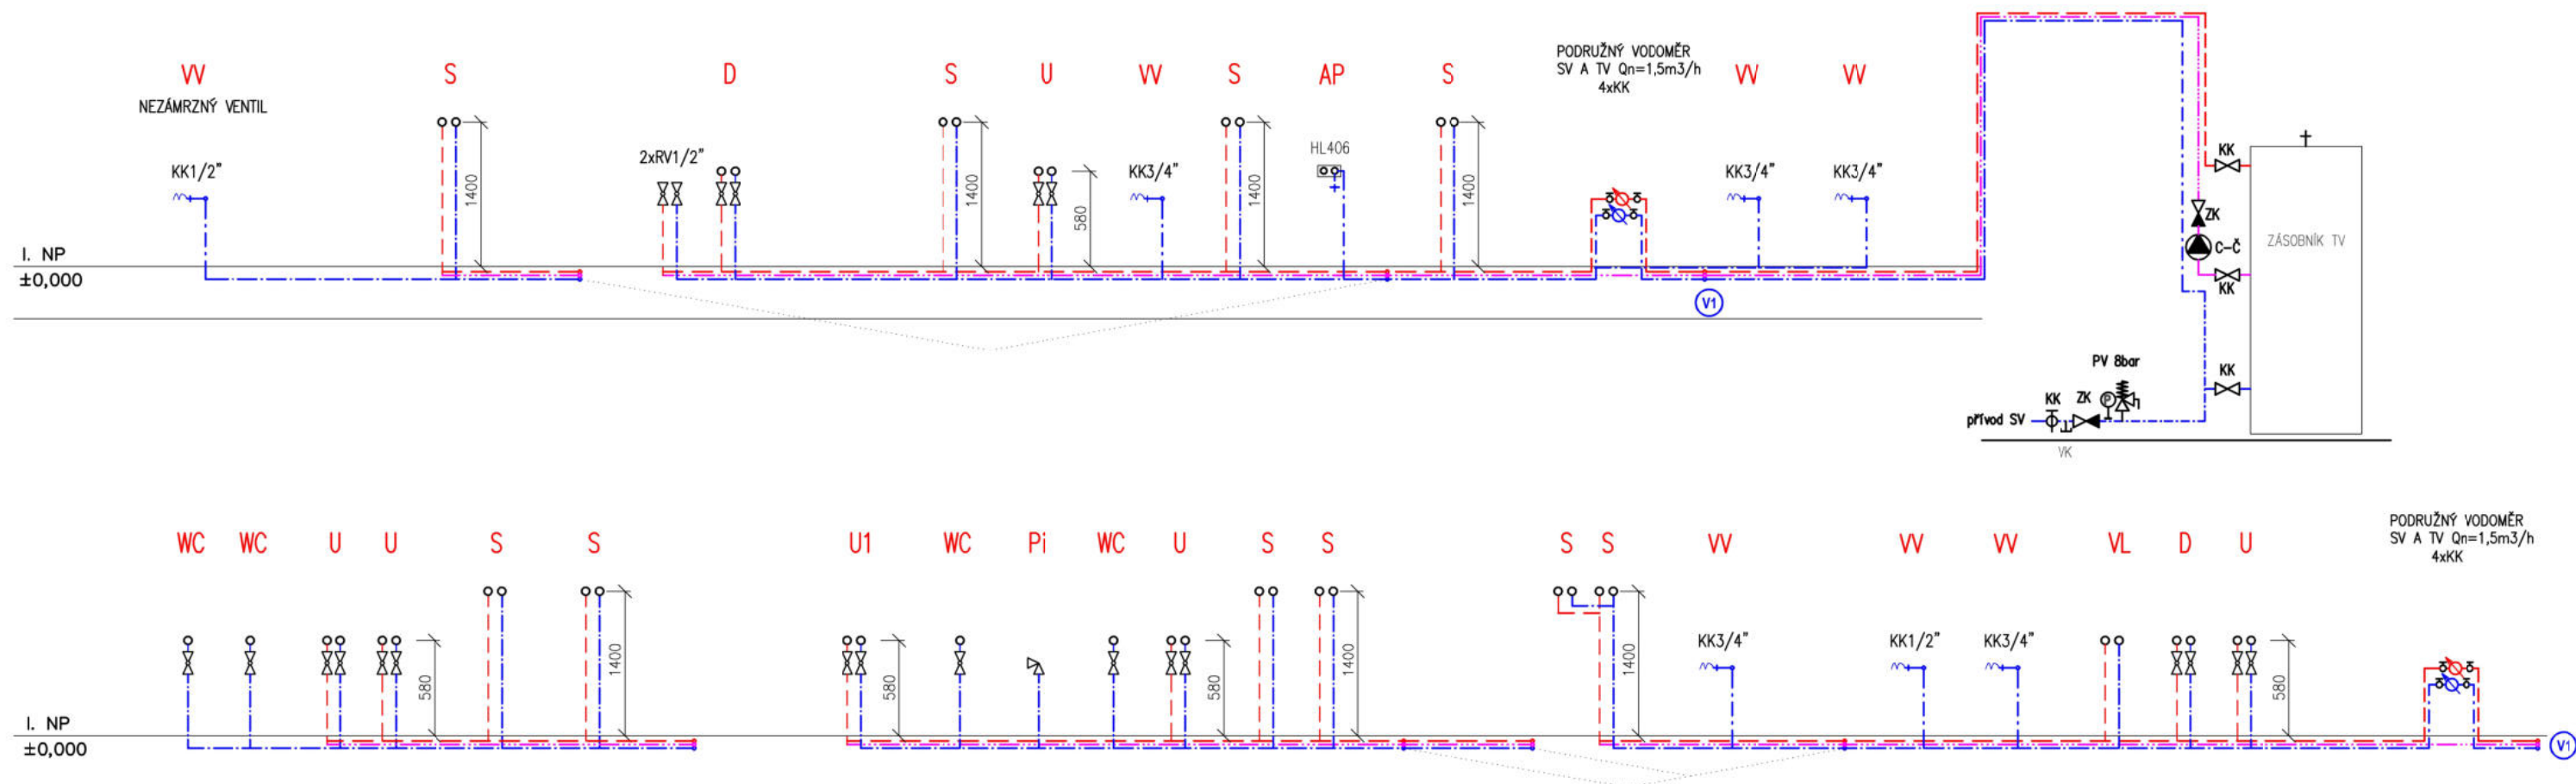 PODRUŽNÝ VODOMĚR
SV A TV Qn=1,5m3/h
4xKK
VV S D S U VV S AP S VV VV
NEZÁMRZNÝ VENTIL
KK1/2"
2xRV1/2"
KK3/4"
HL406
KK3/4"
KK3/4"
1400
1400
580
1400
1400
KK
ZK
C-Č
KK
ZÁSOBNÍK TV
I. NP
±0,000
V1
PV 8bar
KK
KK
ZK
P
přívod SV
VK
PODRUŽNÝ VODOMĚR
SV A TV Qn=1,5m3/h
4xKK
WC WC U U S S U1 WC Pi WC U S S S S VV VV VV VL D U
KK3/4"
KK1/2"
KK3/4"
580
1400
580
580
1400
1400
580
I. NP
±0,000
V1